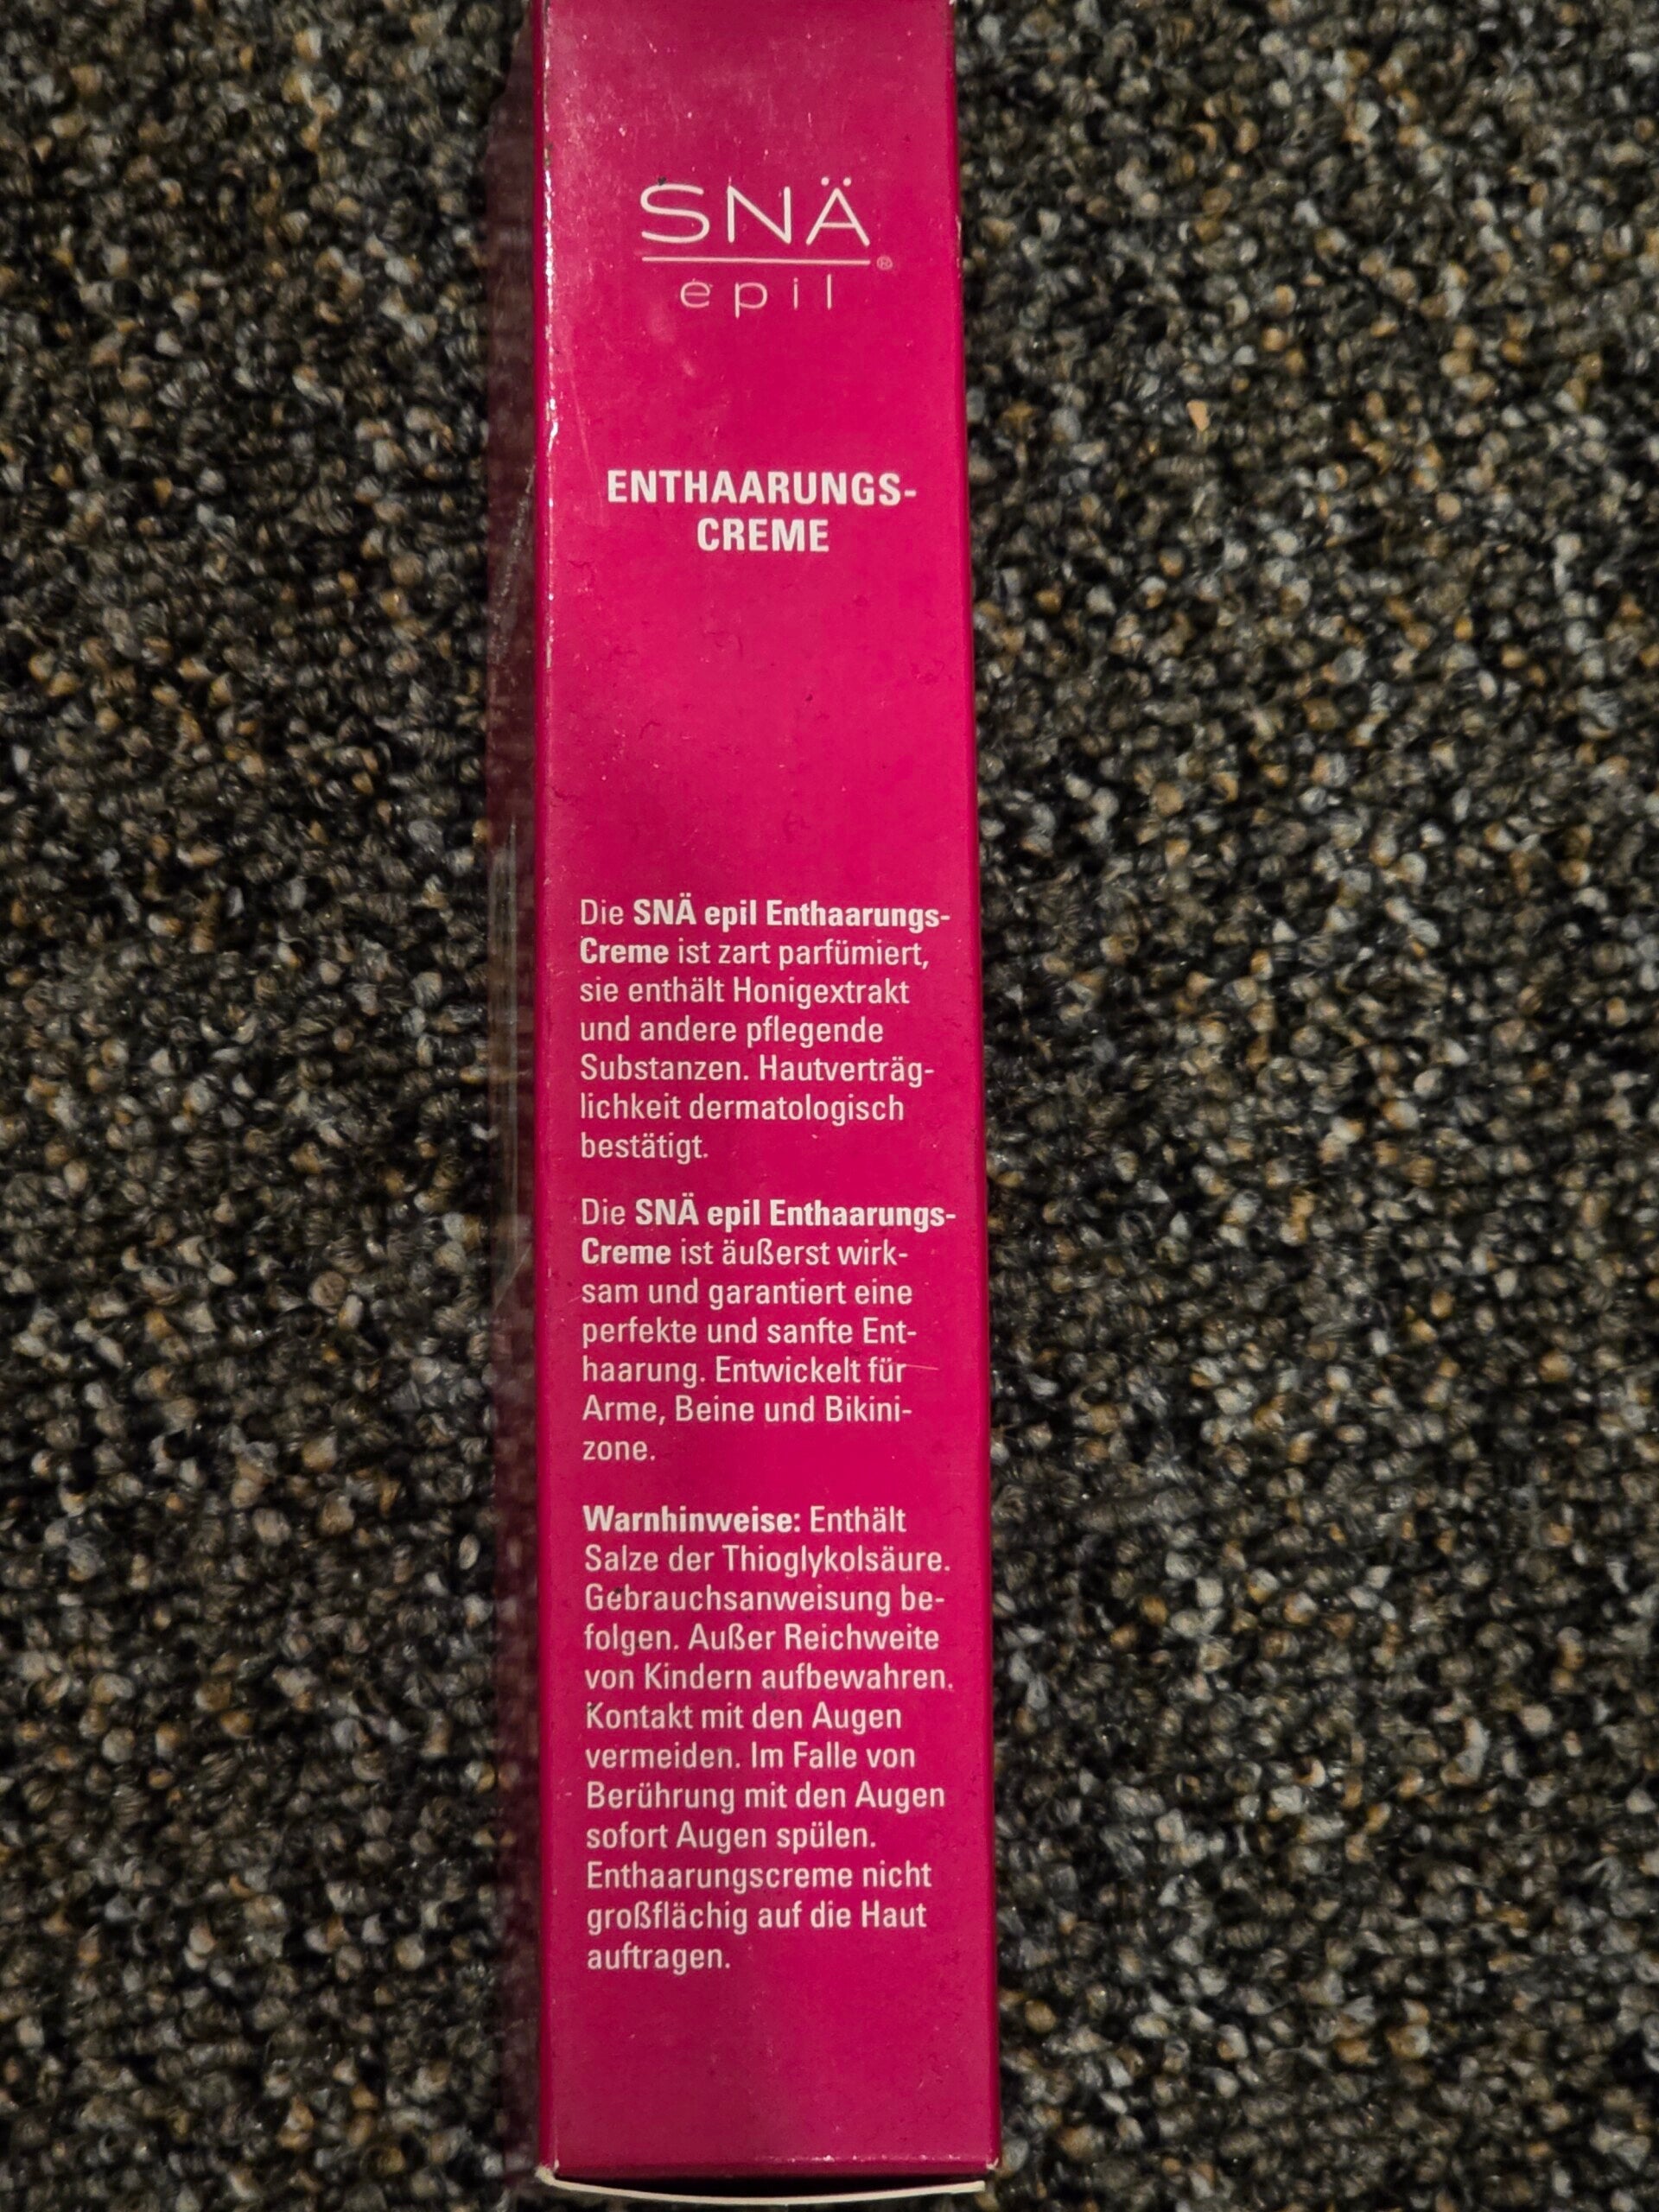 SNÄ
®
epil
ENTHAARUNGS-
CREME
Die SNÄ epil Enthaarungs-
Creme ist zart parfümiert,
sie enthält Honigextrakt
und andere pflegende
Substanzen. Hautverträg-
lichkeit dermatologisch
bestätigt.
Die SNÄ epil Enthaarungs-
Creme ist äußerst wirk-
sam und garantiert eine
perfekte und sanfte Ent-
haarung. Entwickelt für
Arme, Beine und Bikini-
zone.
Warnhinweise: Enthält
Salze der Thioglykolsäure.
Gebrauchsanweisung be-
folgen. Außer Reichweite
von Kindern aufbewahren.
Kontakt mit den Augen
vermeiden. Im Falle von
Berührung mit den Augen
sofort Augen spülen.
Enthaarungscreme nicht
großflächig auf die Haut
auftragen.